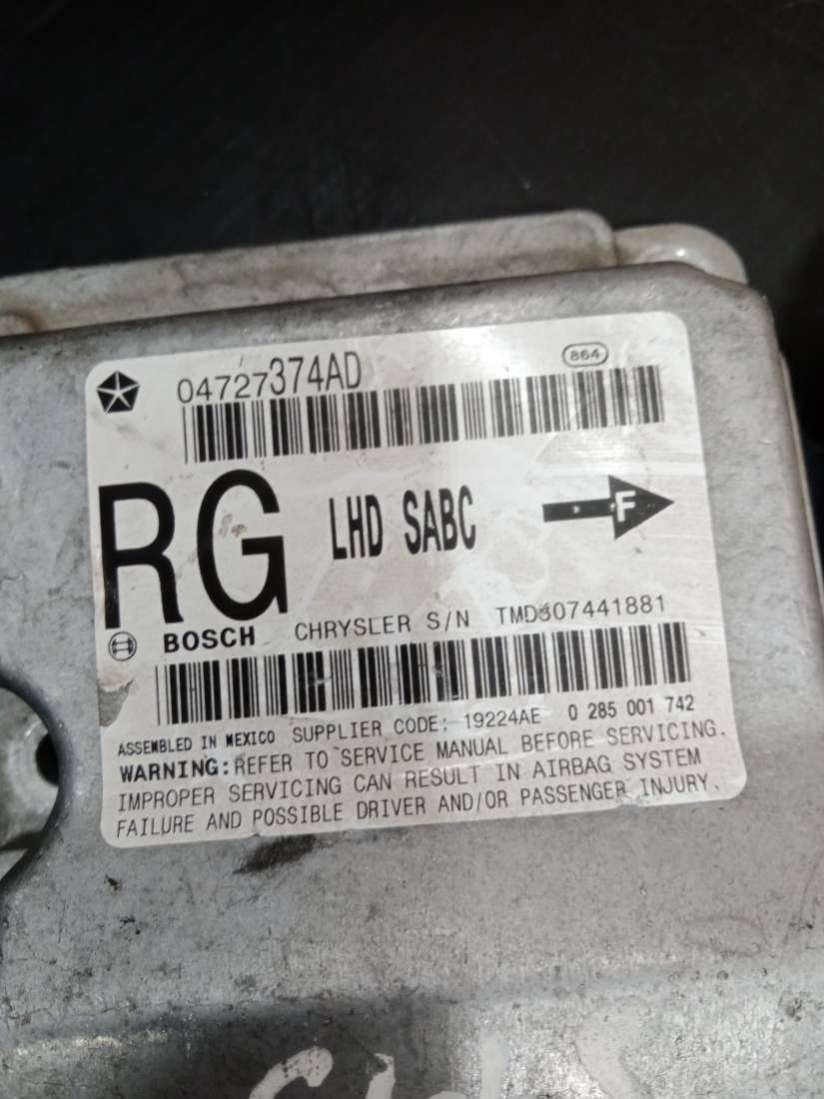 04727374AD
864
RG LHD SABC F
BOSCH CHRYSLER S/N TMD307441881
ASSEMBLED IN MEXICO SUPPLIER CODE: 19224AE 0 285 001 742
WARNING: REFER TO SERVICE MANUAL BEFORE SERVICING.
IMPROPER SERVICING CAN RESULT IN AIRBAG SYSTEM
FAILURE AND POSSIBLE DRIVER AND/OR PASSENGER INJURY.